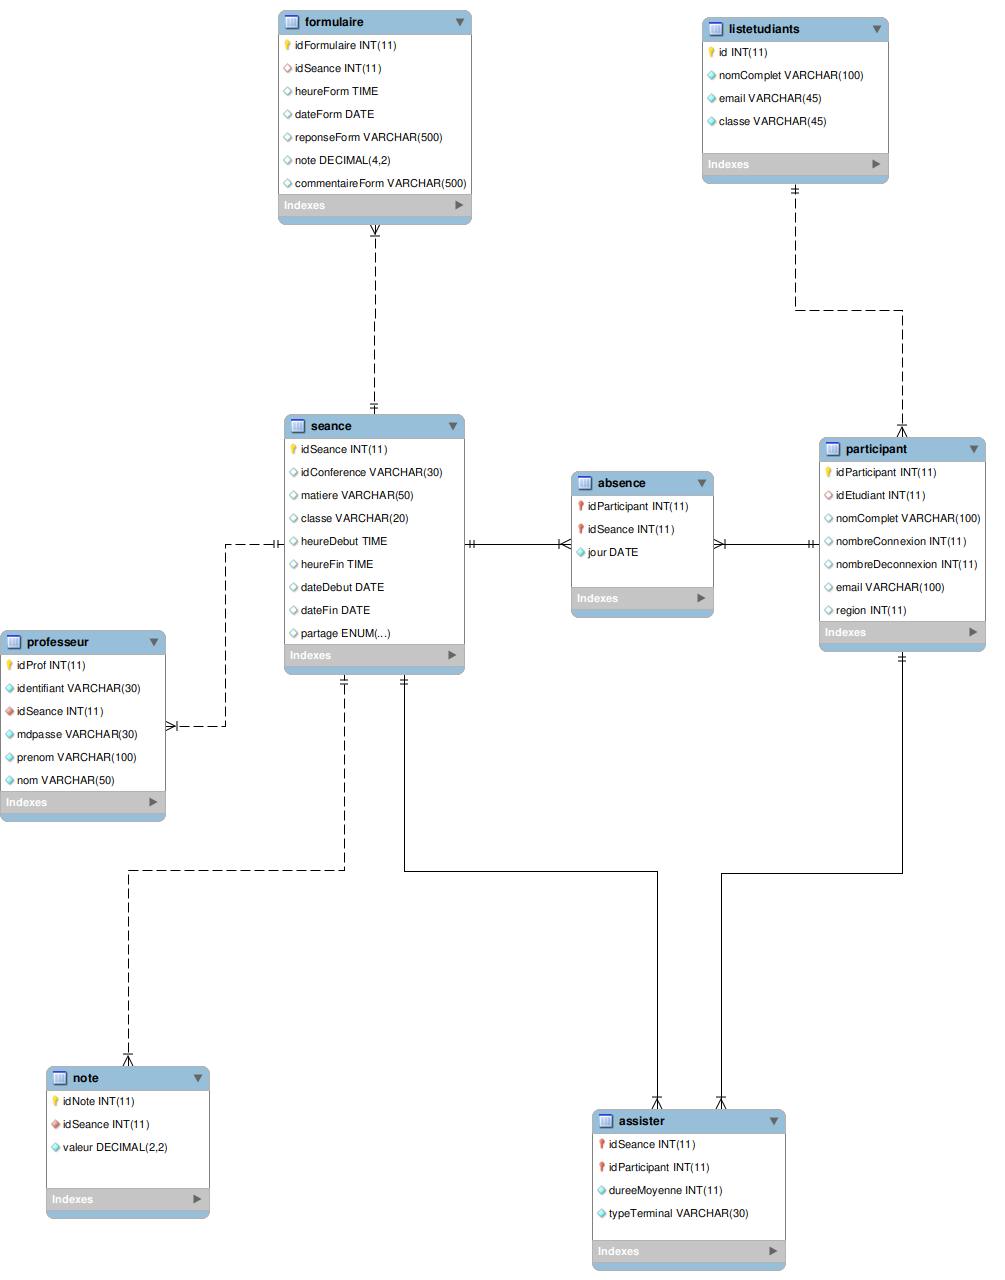 formulaire
idFormulaire INT(11)
idSeance INT(11)
heureForm TIME
dateForm DATE
reponseForm VARCHAR(500)
note DECIMAL(4,2)
commentaireForm VARCHAR(500)
Indexes
listetudiants
id INT(11)
nomComplet VARCHAR(100)
email VARCHAR(45)
classe VARCHAR(45)
Indexes
seance
idSeance INT(11)
idConference VARCHAR(30)
matiere VARCHAR(50)
classe VARCHAR(20)
heureDebut TIME
heureFin TIME
dateDebut DATE
dateFin DATE
partage ENUM(...)
Indexes
absence
idParticipant INT(11)
idSeance INT(11)
jour DATE
Indexes
participant
idParticipant INT(11)
idEtudiant INT(11)
nomComplet VARCHAR(100)
nombreConnexion INT(11)
nombreDeconnexion INT(11)
email VARCHAR(100)
region INT(11)
Indexes
professeur
idProf INT(11)
identifiant VARCHAR(30)
idSeance INT(11)
mdpasse VARCHAR(30)
prenom VARCHAR(100)
nom VARCHAR(50)
Indexes
note
idNote INT(11)
idSeance INT(11)
valeur DECIMAL(2,2)
Indexes
assister
idSeance INT(11)
idParticipant INT(11)
dureeMoyenne INT(11)
typeTerminal VARCHAR(30)
Indexes